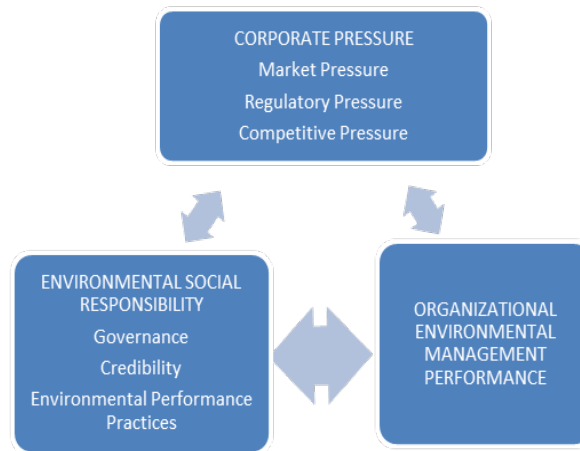 CORPORATE PRESSURE
Market Pressure
Regulatory Pressure
Competitive Pressure
ENVIRONMENTAL SOCIAL
RESPONSIBILITY
Governance
Credibility
Environmental Performance
Practices
ORGANIZATIONAL
ENVIRONMENTAL
MANAGEMENT
PERFORMANCE